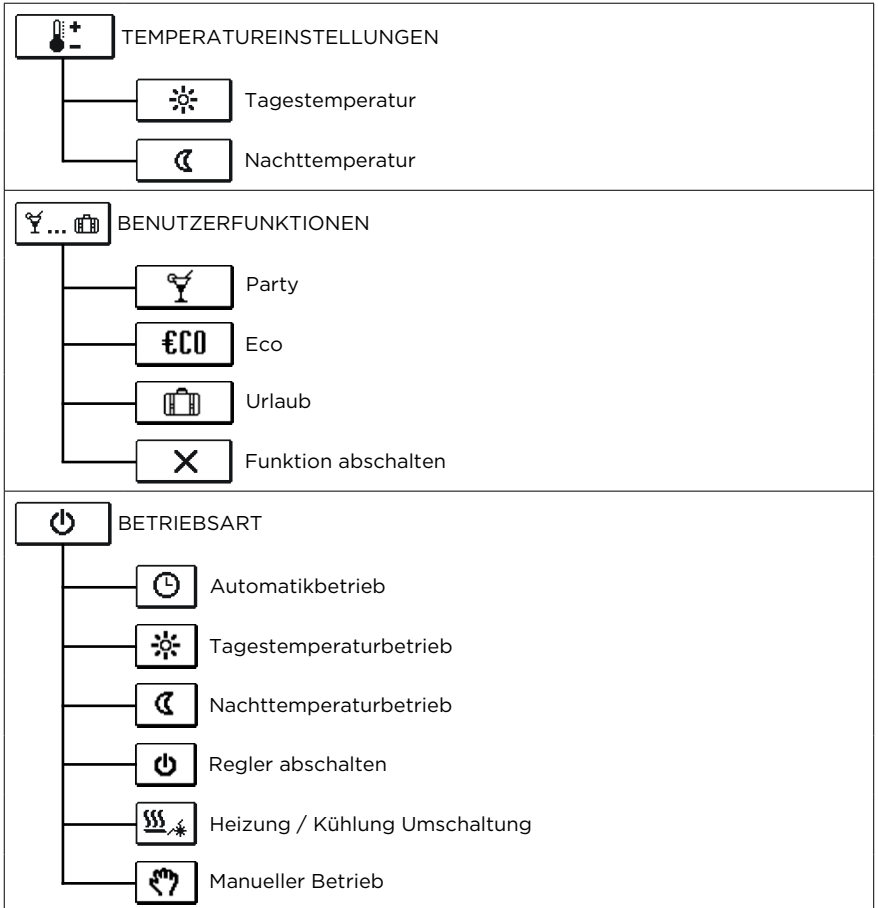 TEMPERATUREINSTELLUNGEN
Tagestemperatur
Nachttemperatur
... BENUTZERFUNKTIONEN
Party
€CO Eco
Urlaub
Funktion abschalten
BETRIEBSART
Automatikbetrieb
Tagestemperaturbetrieb
Nachttemperaturbetrieb
Regler abschalten
Heizung / Kühlung Umschaltung
Manueller Betrieb